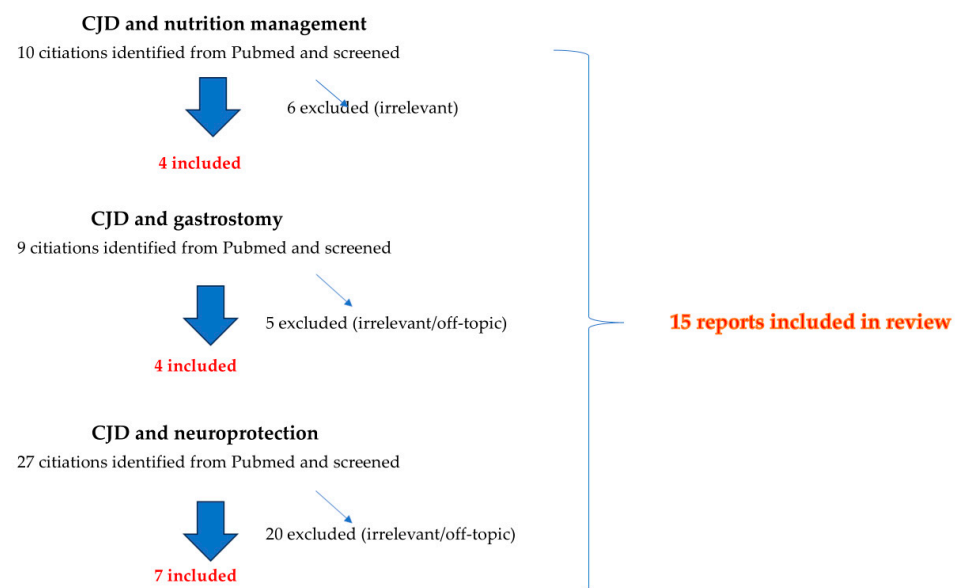 CJD and nutrition management
10 citiations identified from Pubmed and screened
6 excluded (irrelevant)
4 included
CJD and gastrostomy
9 citiations identified from Pubmed and screened
5 excluded (irrelevant/off-topic)
15 reports included in review
4 included
CJD and neuroprotection
27 citiations identified from Pubmed and screened
20 excluded (irrelevant/off-topic)
7 included